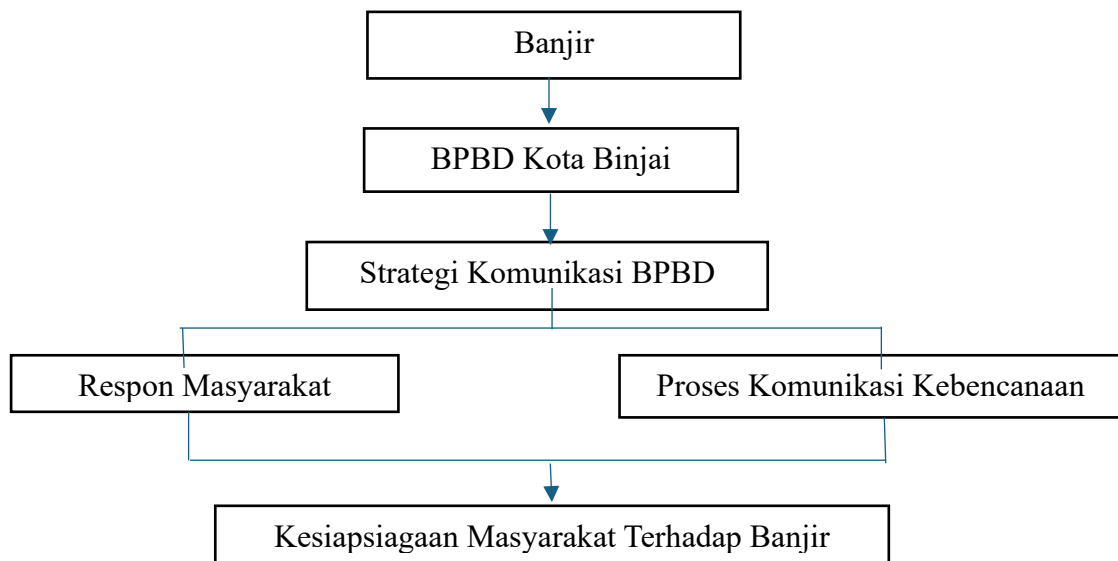 Banjir
BPBD Kota Binjai
Strategi Komunikasi BPBD
Respon Masyarakat
Proses Komunikasi Kebencanaan
Kesiapsiagaan Masyarakat Terhadap Banjir